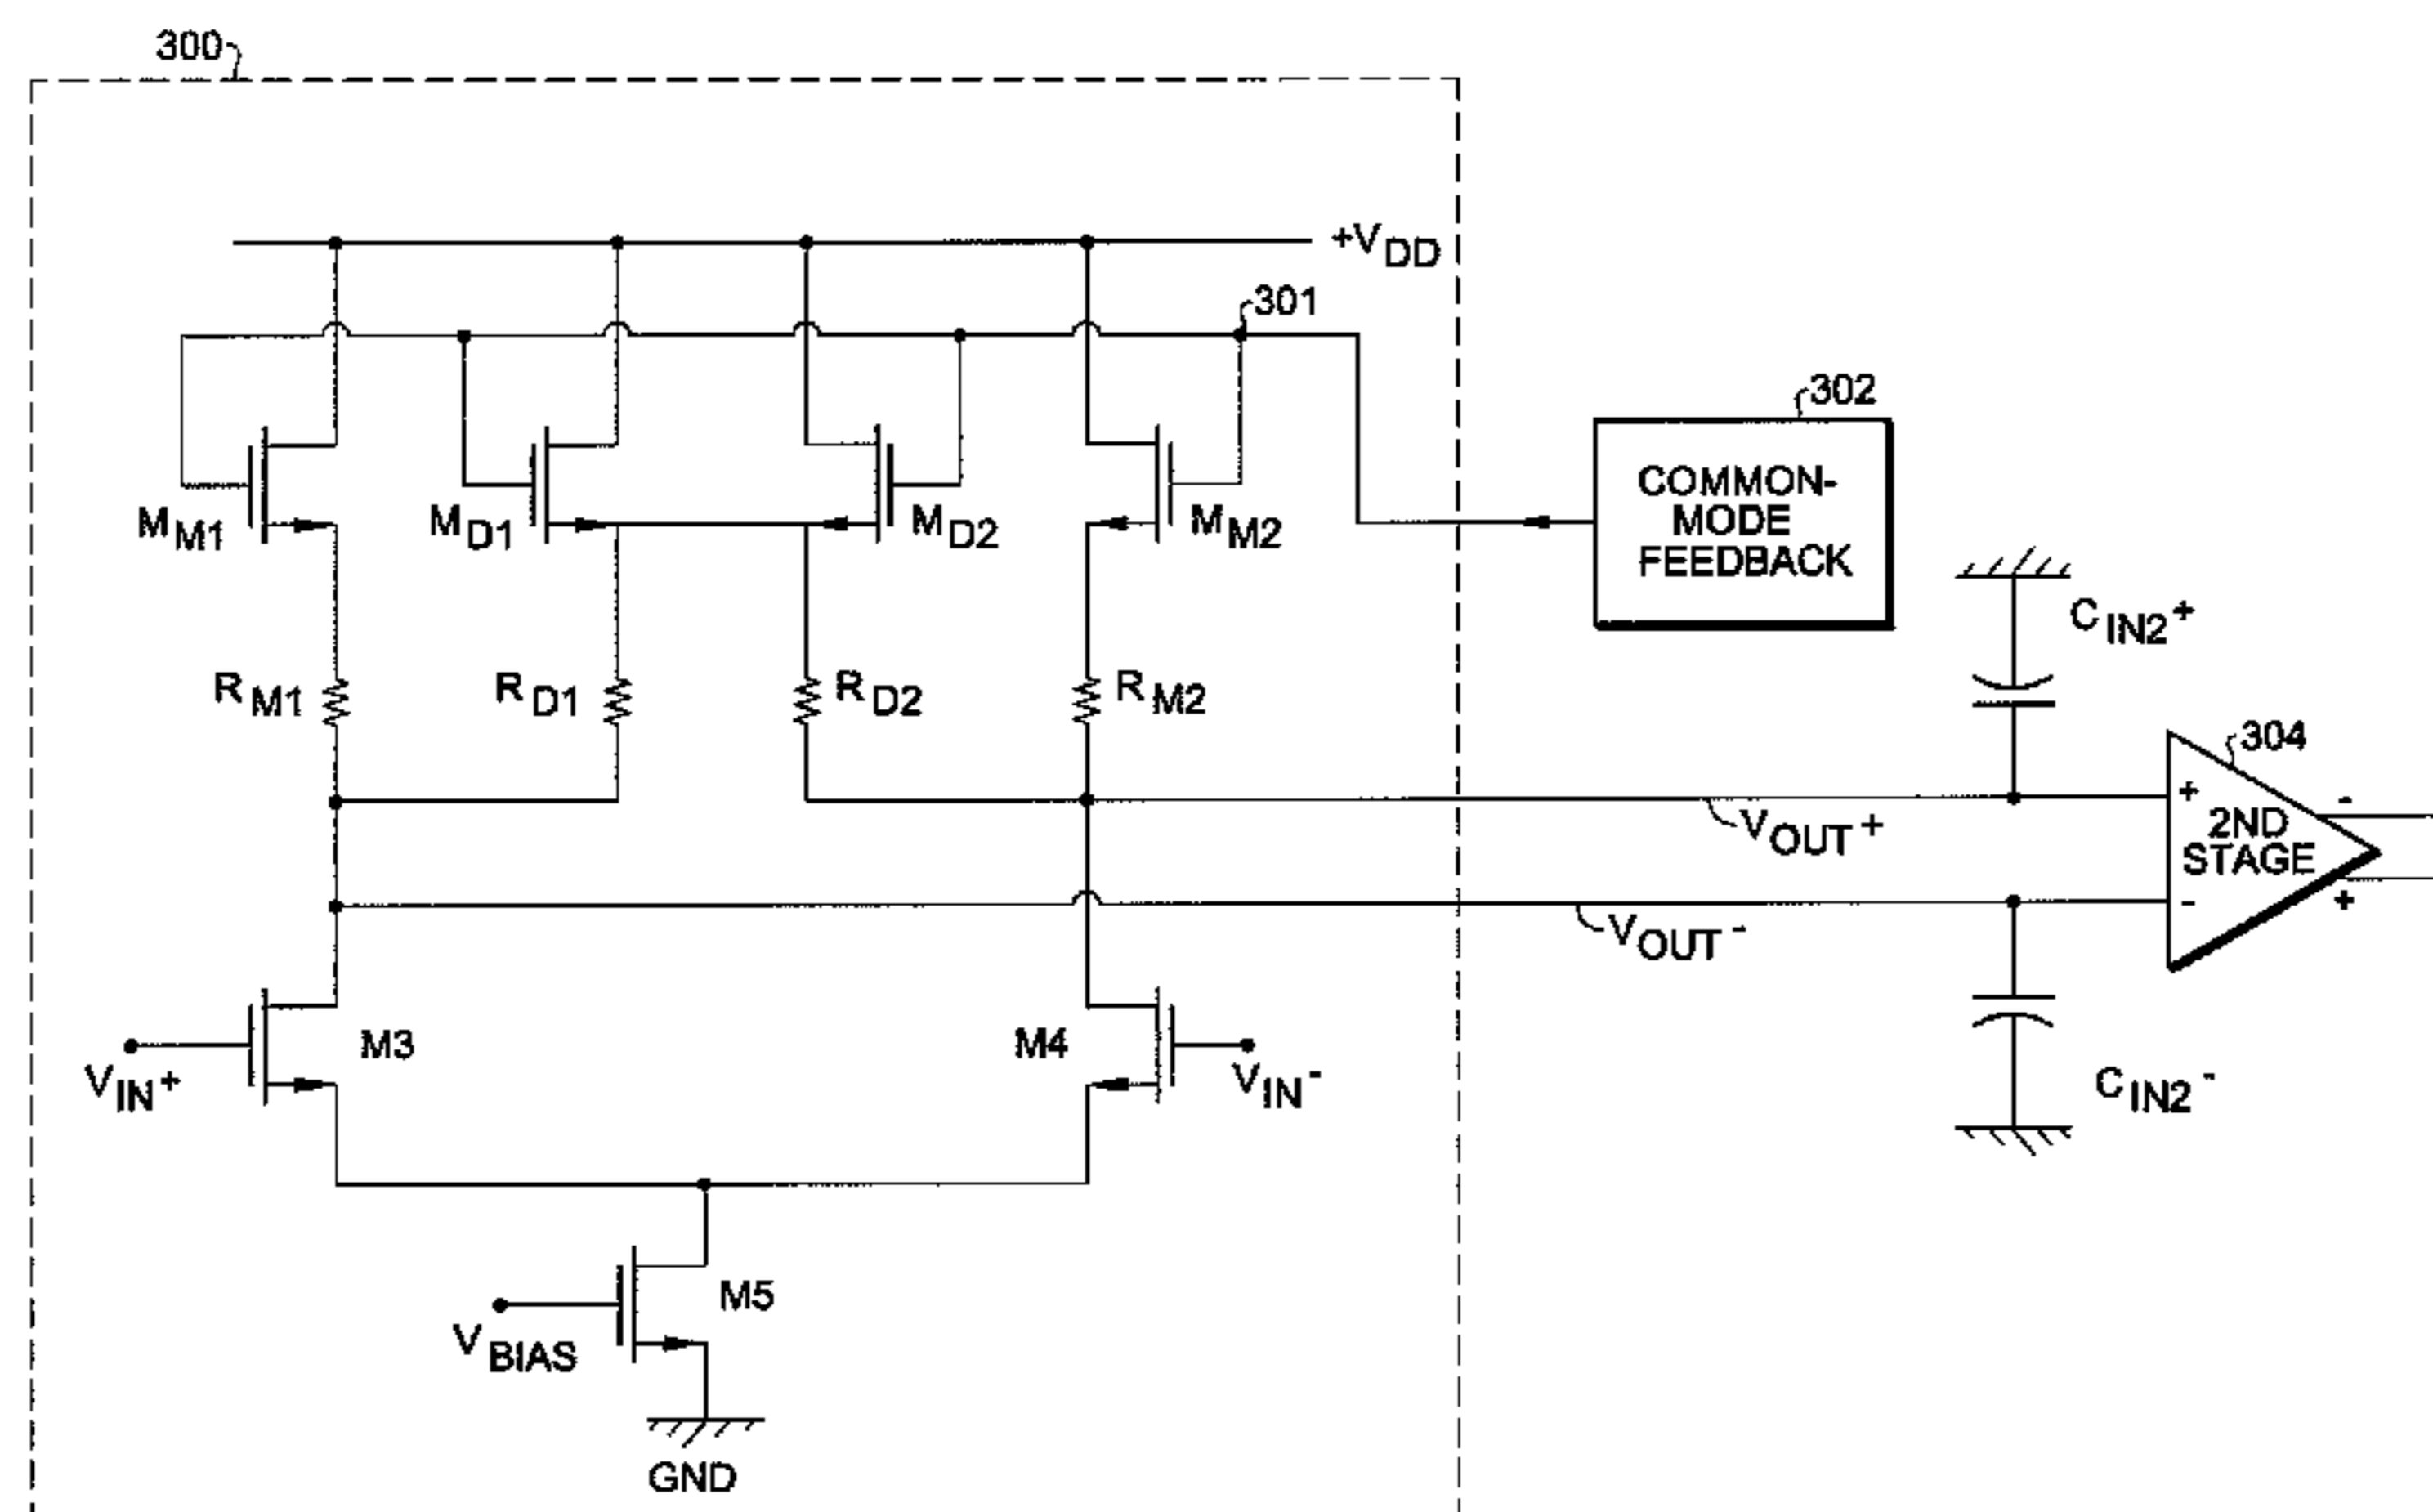 300
+VDD
301
302
COMMON-
MODE
FEEDBACK
MM1
MD1
MD2
MM2
CIN2+
RM1
RD1
RD2
RM2
304
+ -
2ND
STAGE
- +
VOUT+
VOUT-
M3
M4
VIN+
VIN-
CIN2-
M5
VBIAS
GND